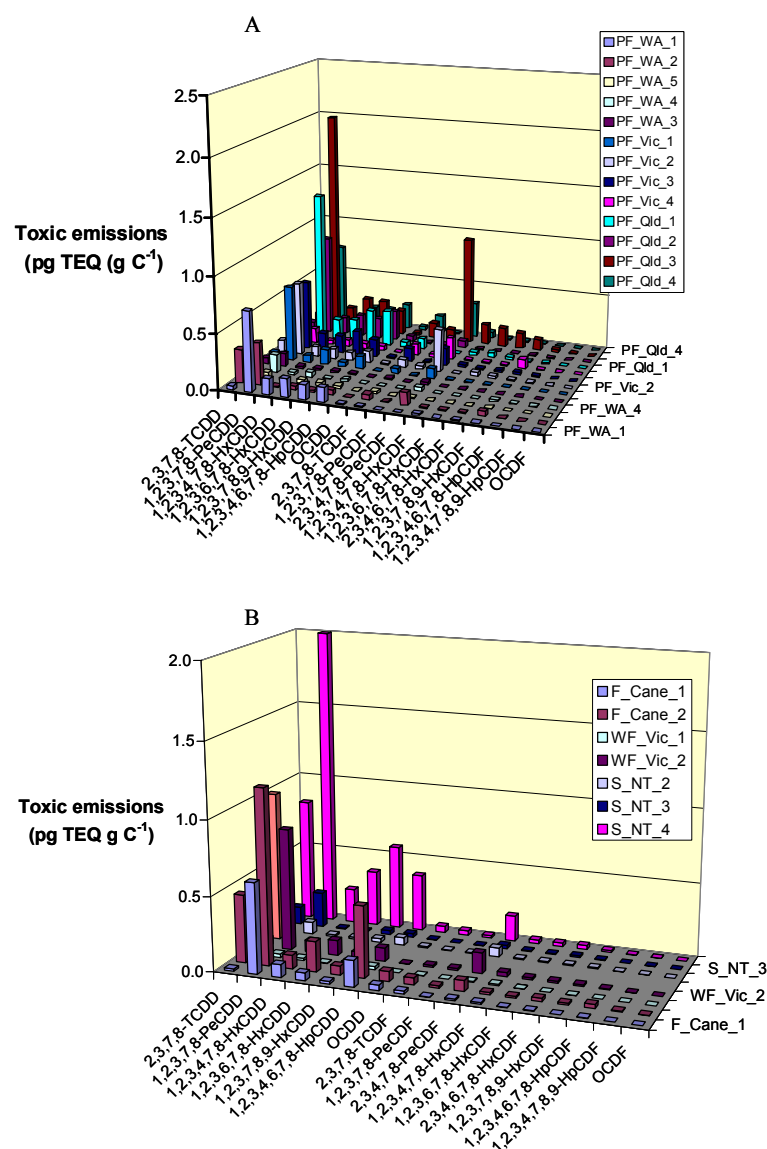 A
2.5
2.0
1.5
1.0
0.5
0.0
Toxic emissions
(pg TEQ (g C-1)
PF_WA_1
PF_WA_2
PF_WA_5
PF_WA_4
PF_WA_3
PF_Vic_1
PF_Vic_2
PF_Vic_3
PF_Vic_4
PF_Qld_1
PF_Qld_2
PF_Qld_3
PF_Qld_4
PF_Qld_4
PF_Qld_1
PF_Vic_2
PF_WA_4
PF_WA_1
2,3,7,8-TCDD
1,2,3,7,8-PeCDD
1,2,3,4,7,8-HxCDD
1,2,3,6,7,8-HxCDD
1,2,3,7,8,9-HxCDD
1,2,3,4,6,7,8-HpCDD
OCDD
2,3,7,8-TCDF
1,2,3,7,8-PeCDF
2,3,4,7,8-PeCDF
1,2,3,4,7,8-HxCDF
1,2,3,6,7,8-HxCDF
2,3,4,6,7,8-HxCDF
1,2,3,7,8,9-HxCDF
1,2,3,4,6,7,8-HpCDF
1,2,3,4,7,8,9-HpCDF
OCDF
B
2.0
1.5
1.0
0.5
0.0
Toxic emissions
(pg TEQ g C-1)
F_Cane_1
F_Cane_2
WF_Vic_1
WF_Vic_2
S_NT_2
S_NT_3
S_NT_4
S_NT_3
WF_Vic_2
F_Cane_1
2,3,7,8-TCDD
1,2,3,7,8-PeCDD
1,2,3,4,7,8-HxCDD
1,2,3,6,7,8-HxCDD
1,2,3,7,8,9-HxCDD
1,2,3,4,6,7,8-HpCDD
OCDD
2,3,7,8-TCDF
1,2,3,7,8-PeCDF
2,3,4,7,8-PeCDF
1,2,3,4,7,8-HxCDF
1,2,3,6,7,8-HxCDF
2,3,4,6,7,8-HxCDF
1,2,3,7,8,9-HxCDF
1,2,3,4,6,7,8-HpCDF
1,2,3,4,7,8,9-HpCDF
OCDF